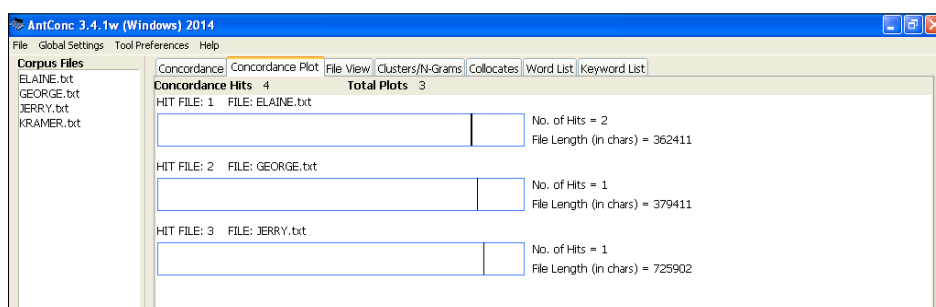 AntConc 3.4.1w (Windows) 2014
File Global Settings Tool Preferences Help
Corpus Files
ELAINE.txt
GEORGE.txt
JERRY.txt
KRAMER.txt
Concordance Concordance Plot File View Clusters/N-Grams Collocates Word List Keyword List
Concordance Hits 4 Total Plots 3
HIT FILE: 1 FILE: ELAINE.txt
No. of Hits = 2
File Length (in chars) = 362411
HIT FILE: 2 FILE: GEORGE.txt
No. of Hits = 1
File Length (in chars) = 379411
HIT FILE: 3 FILE: JERRY.txt
No. of Hits = 1
File Length (in chars) = 725902